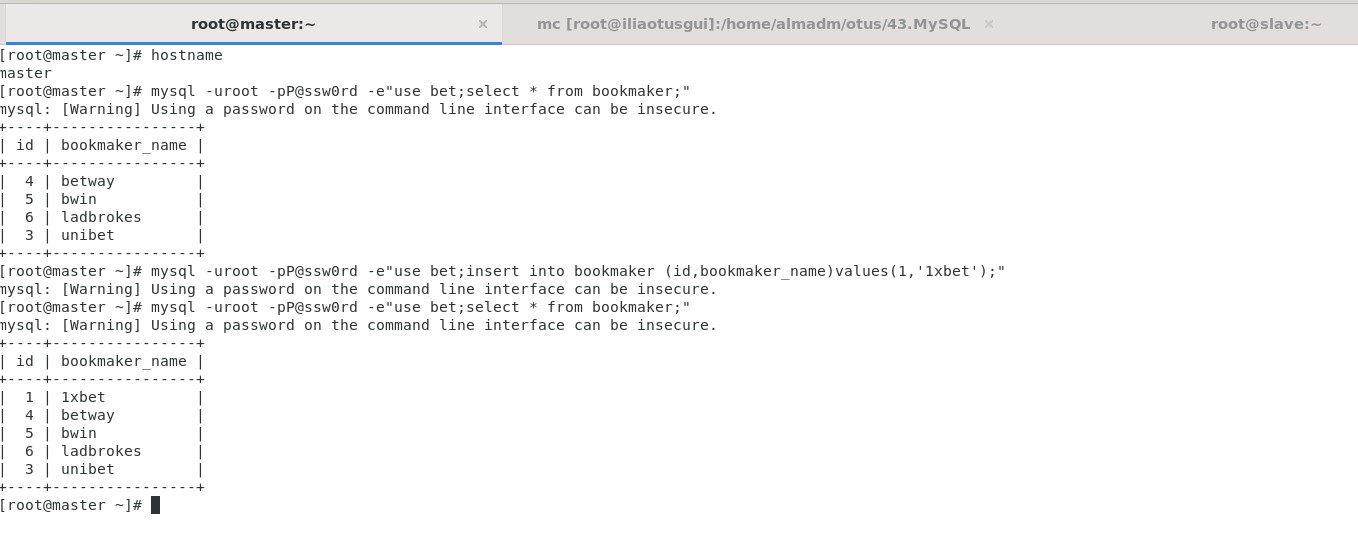 root@master:~ × mc [root@iliaotusgui]:/home/almadm/otus/43.MySQL × root@slave:~
[root@master ~]# hostname
master
[root@master ~]# mysql -uroot -pP@ssw0rd -e"use bet;select * from bookmaker;"
mysql: [Warning] Using a password on the command line interface can be insecure.
+----+----------------+
| id | bookmaker_name |
+----+----------------+
|  4 | betway         |
|  5 | bwin           |
|  6 | ladbrokes      |
|  3 | unibet         |
+----+----------------+
[root@master ~]# mysql -uroot -pP@ssw0rd -e"use bet;insert into bookmaker (id,bookmaker_name)values(1,'1xbet');"
mysql: [Warning] Using a password on the command line interface can be insecure.
[root@master ~]# mysql -uroot -pP@ssw0rd -e"use bet;select * from bookmaker;"
mysql: [Warning] Using a password on the command line interface can be insecure.
+----+----------------+
| id | bookmaker_name |
+----+----------------+
|  1 | 1xbet          |
|  4 | betway         |
|  5 | bwin           |
|  6 | ladbrokes      |
|  3 | unibet         |
+----+----------------+
[root@master ~]#